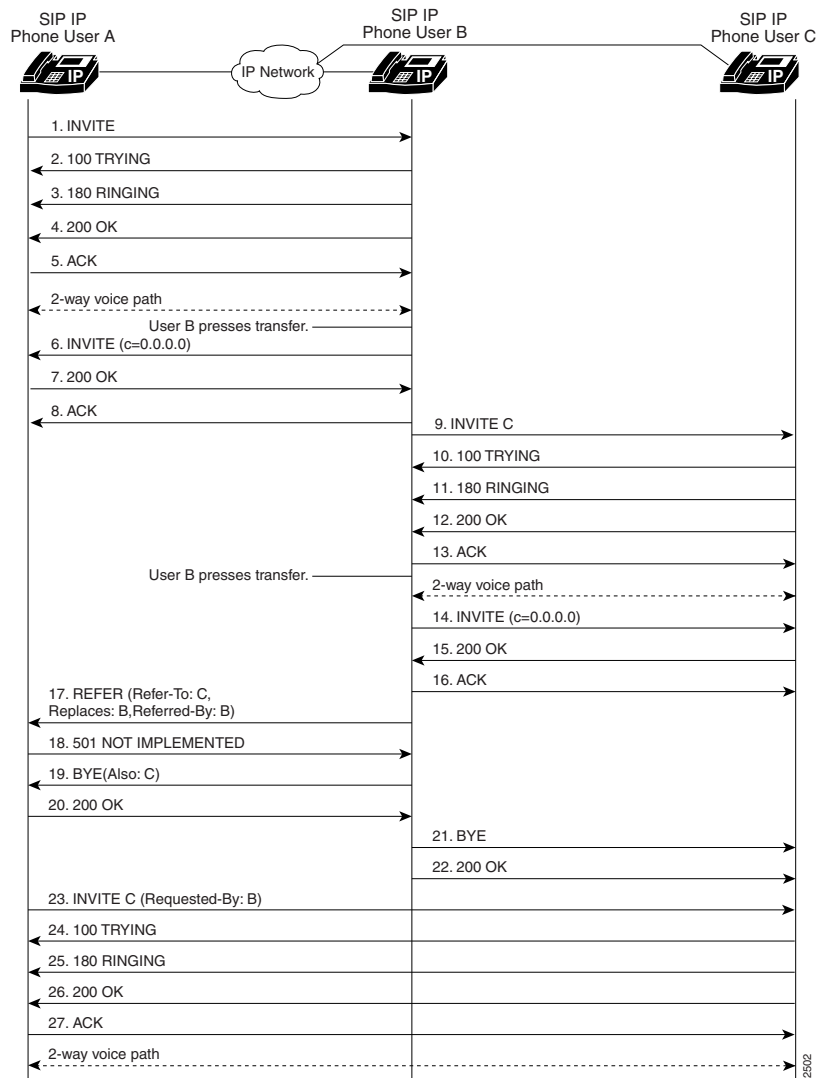 SIP IP
Phone User A
SIP IP
Phone User B
SIP IP
Phone User C
IP
IP Network
IP
IP
1. INVITE
2. 100 TRYING
3. 180 RINGING
4. 200 OK
5. ACK
2-way voice path
User B presses transfer.
6. INVITE (c=0.0.0.0)
7. 200 OK
8. ACK
9. INVITE C
10. 100 TRYING
11. 180 RINGING
12. 200 OK
13. ACK
User B presses transfer.
2-way voice path
14. INVITE (c=0.0.0.0)
15. 200 OK
16. ACK
17. REFER (Refer-To: C,
Replaces: B,Referred-By: B)
18. 501 NOT IMPLEMENTED
19. BYE(Also: C)
20. 200 OK
21. BYE
22. 200 OK
23. INVITE C (Requested-By: B)
24. 100 TRYING
25. 180 RINGING
26. 200 OK
27. ACK
2-way voice path
2502